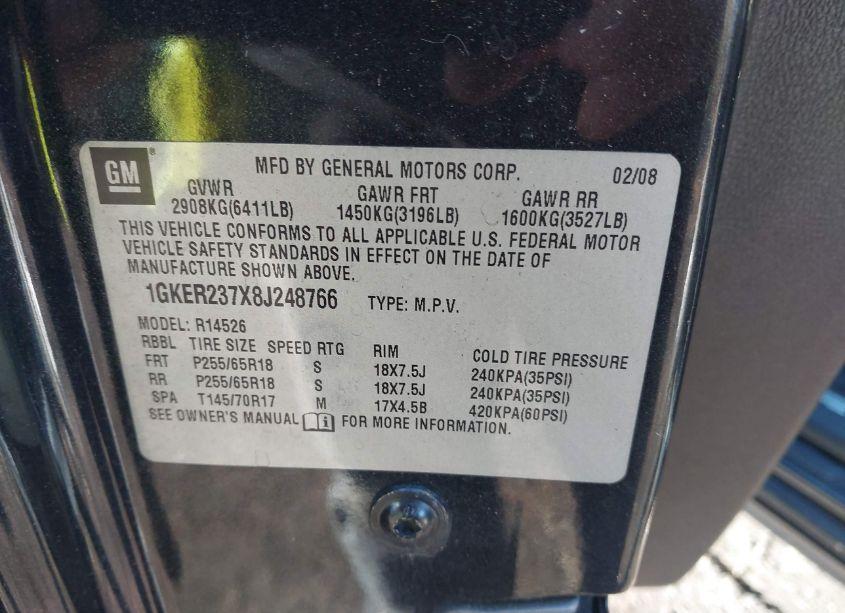 GM ® MFD BY GENERAL MOTORS CORP. 02/08
GVWR GAWR FRT GAWR RR
2908KG(6411LB) 1450KG(3196LB) 1600KG(3527LB)
THIS VEHICLE CONFORMS TO ALL APPLICABLE U.S. FEDERAL MOTOR
VEHICLE SAFETY STANDARDS IN EFFECT ON THE DATE OF
MANUFACTURE SHOWN ABOVE.
1GKER237X8J248766 TYPE: M.P.V.
MODEL: R14526
RBBL TIRE SIZE SPEED RTG RIM COLD TIRE PRESSURE
FRT P255/65R18 S 18X7.5J 240KPA(35PSI)
RR P255/65R18 S 18X7.5J 240KPA(35PSI)
SPA T145/70R17 M 17X4.5B 420KPA(60PSI)
SEE OWNER'S MANUAL FOR MORE INFORMATION.